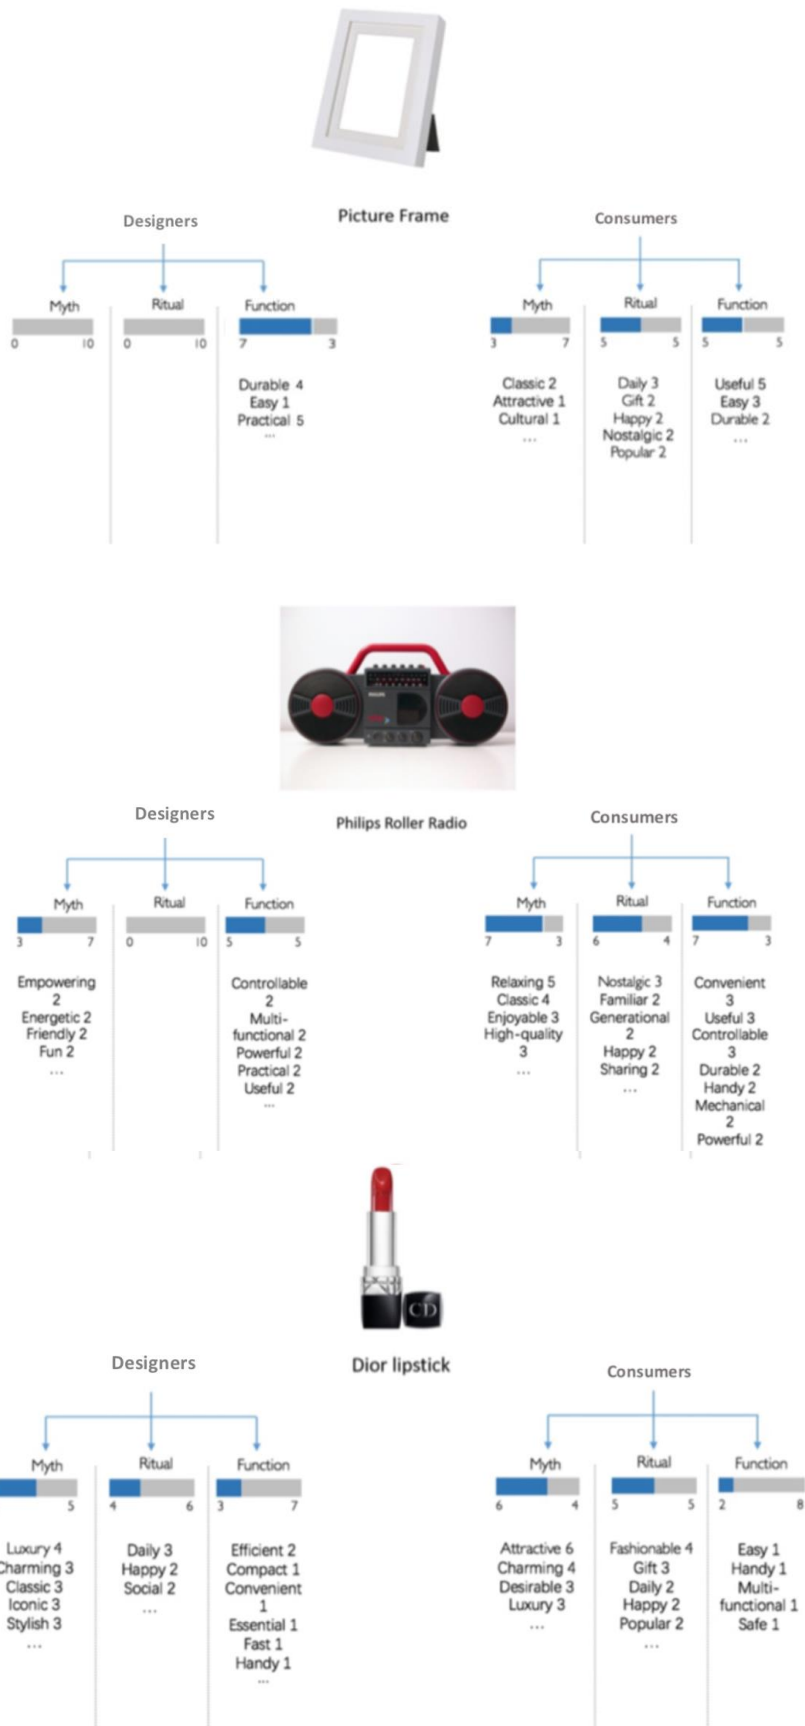 Picture Frame
Designers
Myth
0 10
Ritual
0 10
Function
7 3
Durable 4
Easy 1
Practical 5
...
Consumers
Myth
3 7
Classic 2
Attractive 1
Cultural 1
...
Ritual
5 5
Daily 3
Gift 2
Happy 2
Nostalgic 2
Popular 2
Function
5 5
Useful 5
Easy 3
Durable 2
...
Philips Roller Radio
Designers
Myth
3 7
Empowering
2
Energetic 2
Friendly 2
Fun 2
...
Ritual
0 10
Function
5 5
Controllable
2
Multi-
functional 2
Powerful 2
Practical 2
Useful 2
...
Consumers
Myth
7 3
Relaxing 5
Classic 4
Enjoyable 3
High-quality
3
...
Ritual
6 4
Nostalgic 3
Familiar 2
Generational
2
Happy 2
Sharing 2
...
Function
7 3
Convenient
3
Useful 3
Controllable
3
Durable 2
Handy 2
Mechanical
2
Powerful 2
CD
Dior lipstick
Designers
Myth
5
Luxury 4
harming 3
Classic 3
Iconic 3
Stylish 3
...
Ritual
4 6
Daily 3
Happy 2
Social 2
...
Function
3 7
Efficient 2
Compact 1
Convenient
1
Essential 1
Fast 1
Handy 1
...
Consumers
Myth
6 4
Attractive 6
Charming 4
Desirable 3
Luxury 3
...
Ritual
5 5
Fashionable 4
Gift 3
Daily 2
Happy 2
Popular 2
...
Function
2 8
Easy 1
Handy 1
Multi-
functional 1
Safe 1